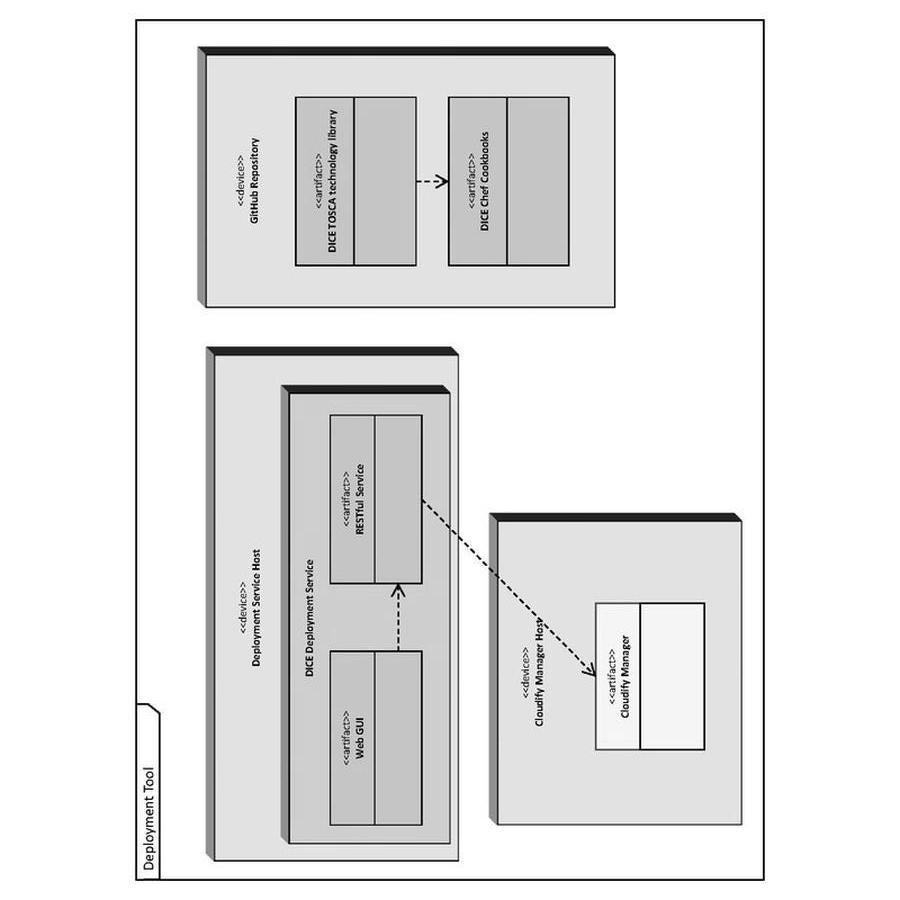 Deployment Tool
<<device>>
Deployment Service Host
DICE Deployment Service
<<artifact>>
Web GUI
<<artifact>>
RESTful Service
<<device>>
GitHub Repository
<<artifact>>
DICE TOSCA technology library
<<artifact>>
DICE Chef Cookbooks
<<device>>
Cloudify Manager Host
<<artifact>>
Cloudify Manager